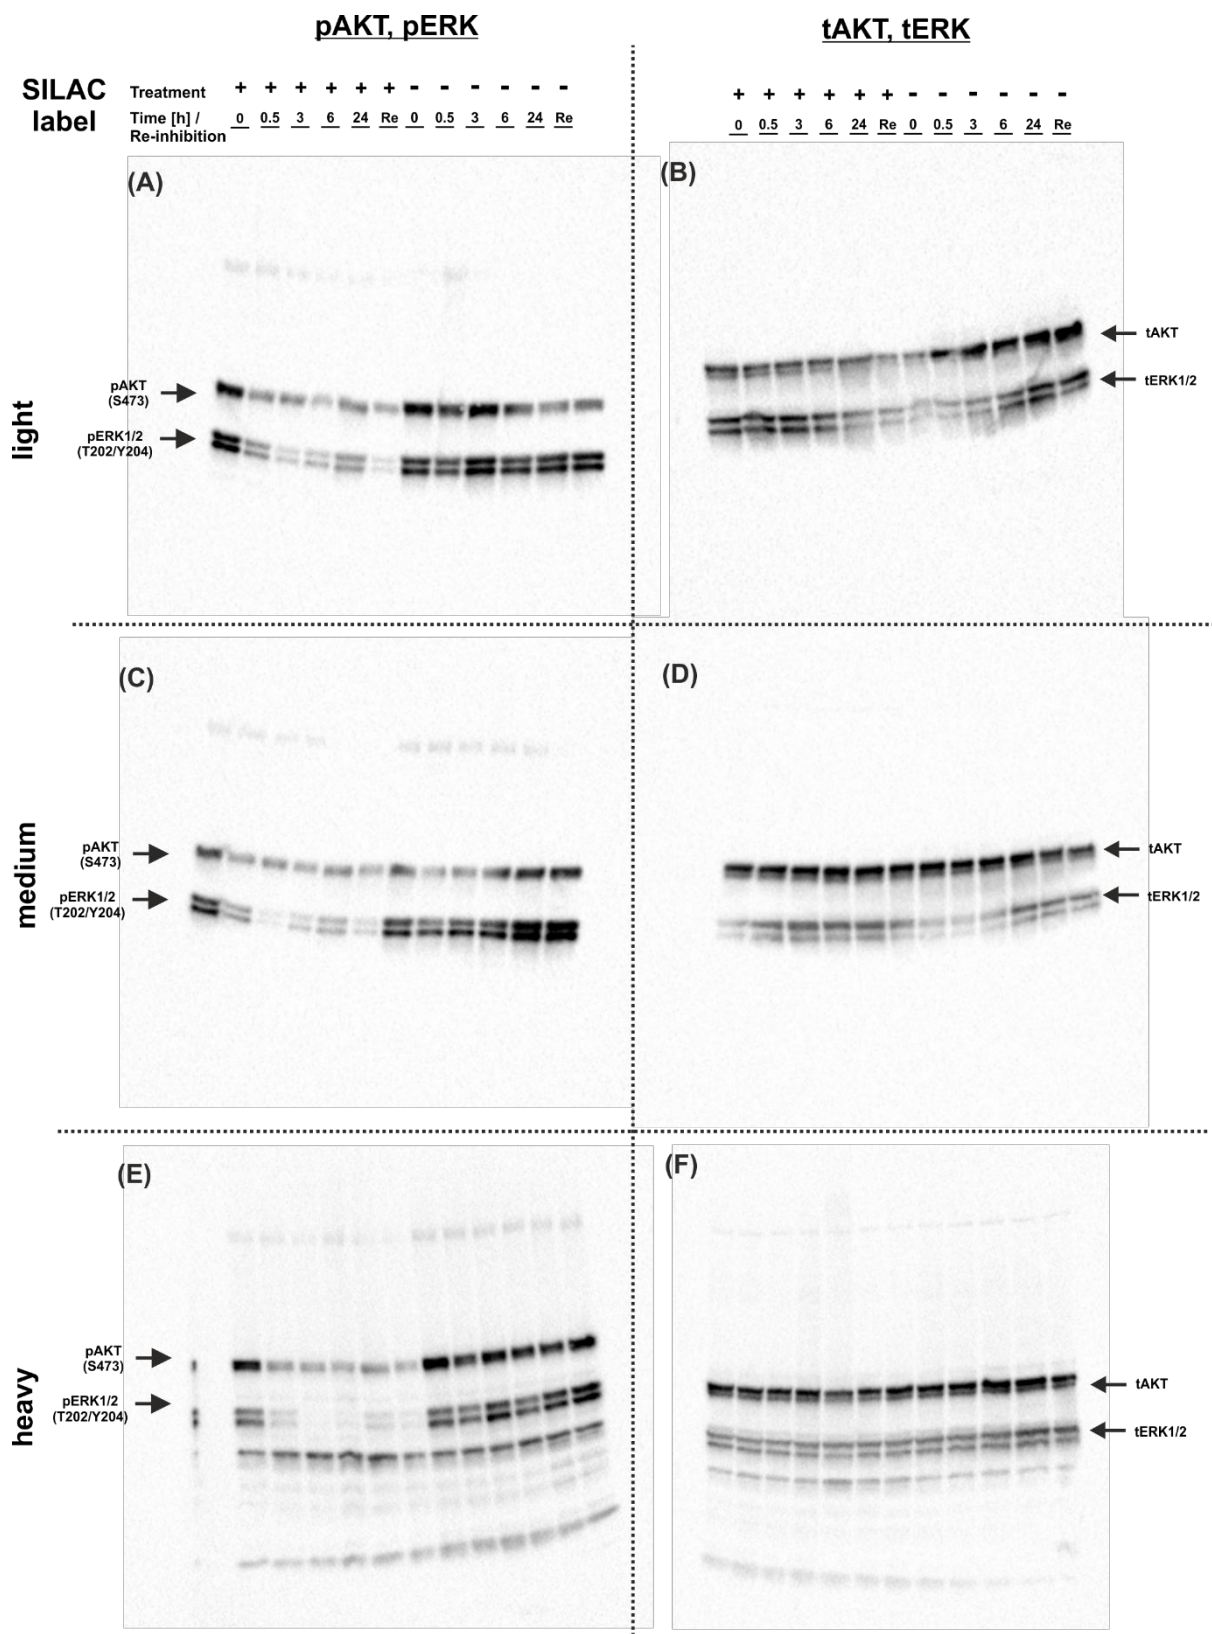 pAKT, pERK
tAKT, tERK
SILAC
label
Treatment + + + + + + - - - - - -
Time [h] / 0 0.5 3 6 24 Re 0 0.5 3 6 24 Re
Re-inhibition
+ + + + + + - - - - - -
0 0.5 3 6 24 Re 0 0.5 3 6 24 Re
light
(A)
pAKT
(S473)
pERK1/2
(T202/Y204)
(B)
tAKT
tERK1/2
medium
(C)
pAKT
(S473)
pERK1/2
(T202/Y204)
(D)
tAKT
tERK1/2
heavy
(E)
pAKT
(S473)
pERK1/2
(T202/Y204)
(F)
tAKT
tERK1/2